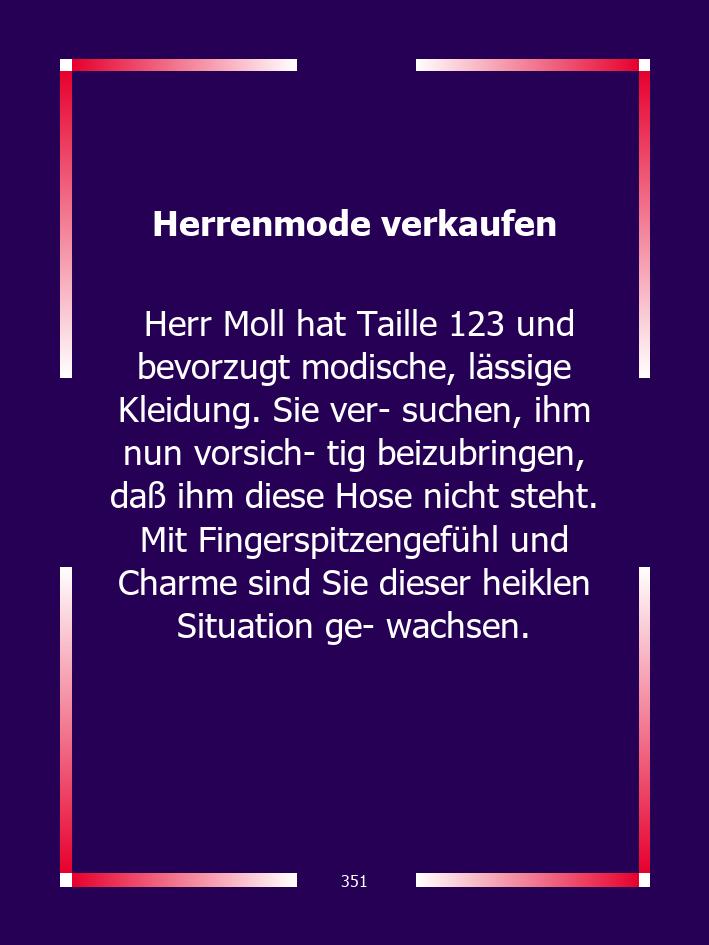 Herrenmode verkaufen
Herr Moll hat Taille 123 und
bevorzugt modische, lässige
Kleidung. Sie ver- suchen, ihm
nun vorsich- tig beizubringen,
daß ihm diese Hose nicht steht.
Mit Fingerspitzengefühl und
Charme sind Sie dieser heiklen
Situation ge- wachsen.
351